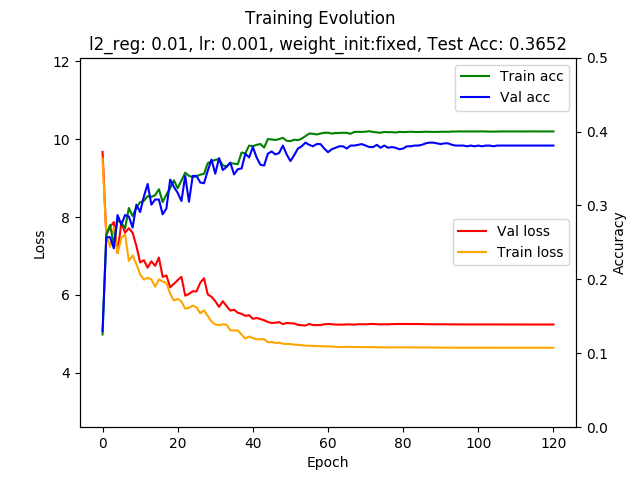 Training Evolution
l2_reg: 0.01, lr: 0.001, weight_init:fixed, Test Acc: 0.3652
Train acc
Val acc
Val loss
Train loss
Loss
12
10
8
6
4
Accuracy
0.5
0.4
0.3
0.2
0.1
0.0
0 20 40 60 80 100 120
Epoch